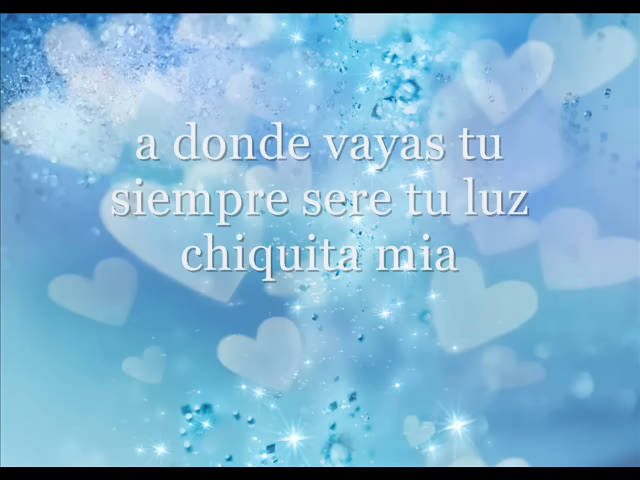 a donde vayas tu
siempre sere tu luz
chiquita mia